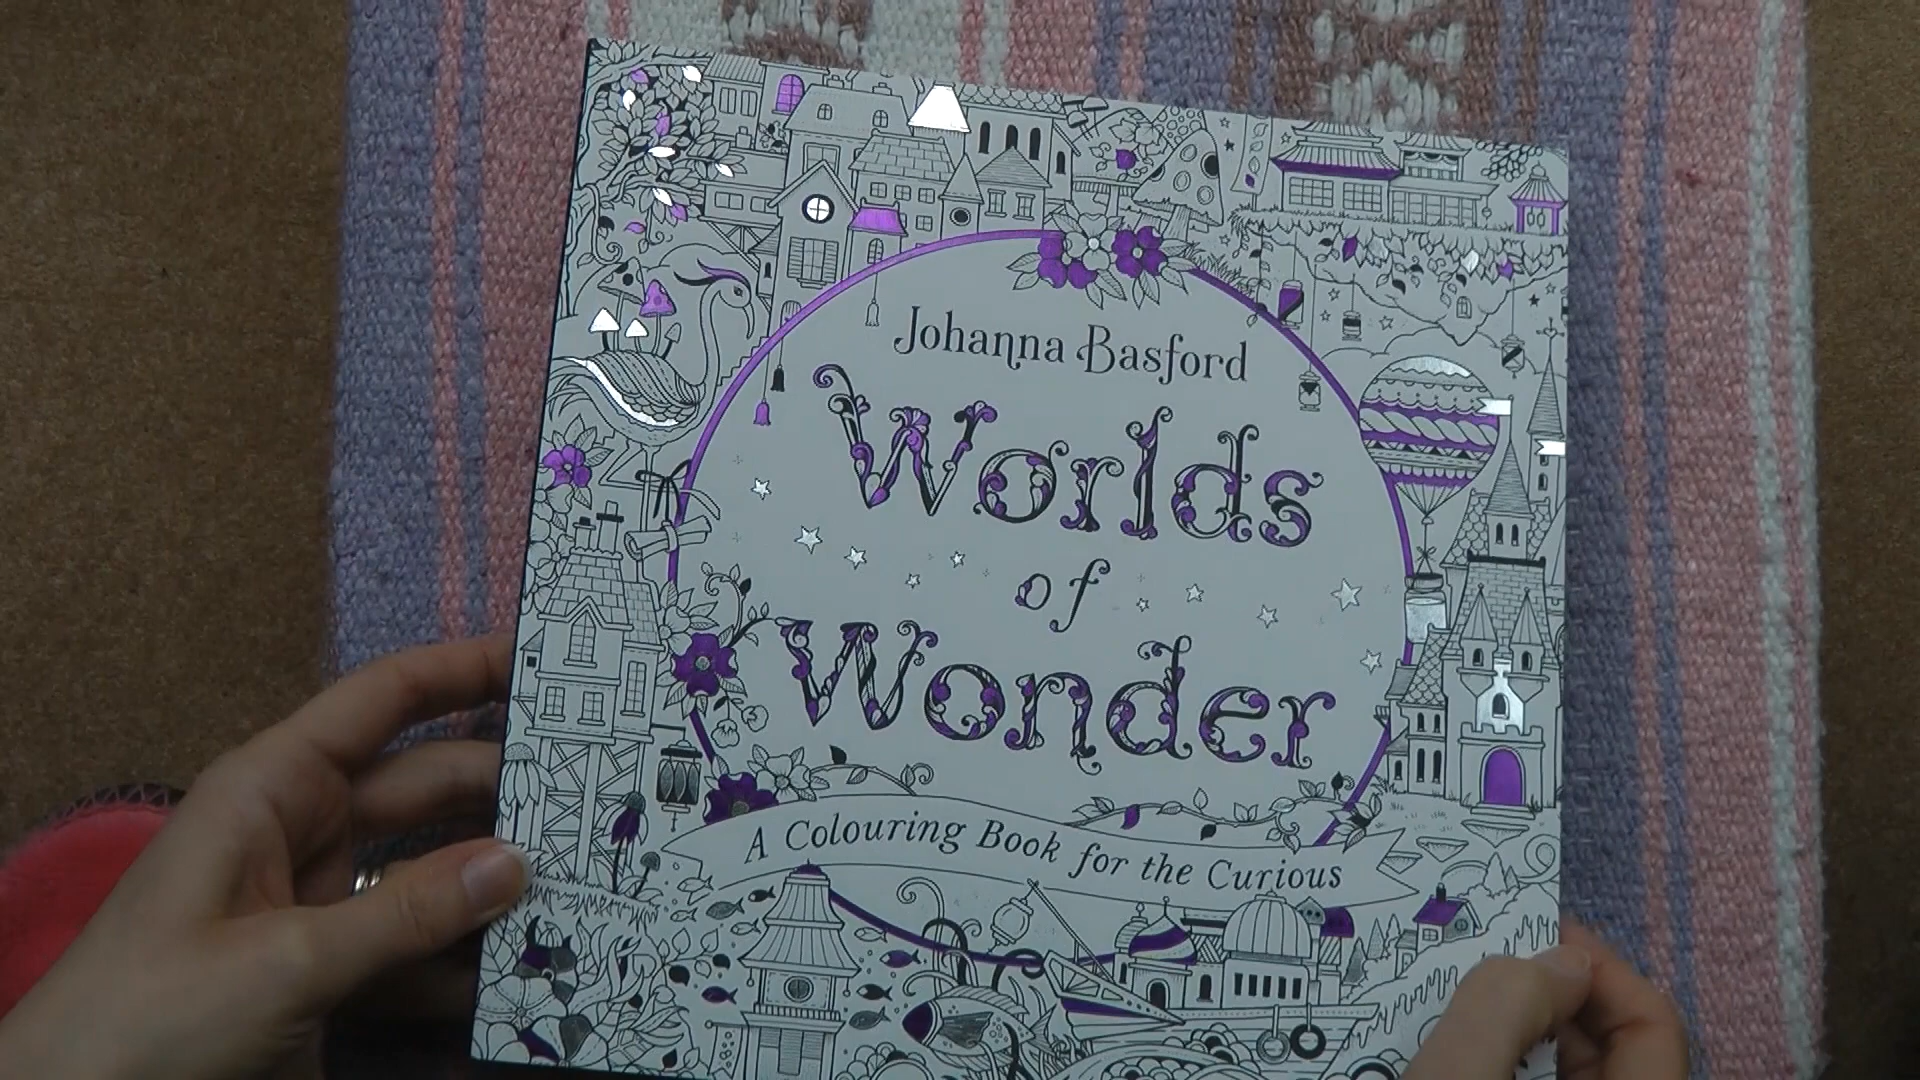 Johanna Basford
Worlds
of
Wonder
A Colouring Book for the Curious